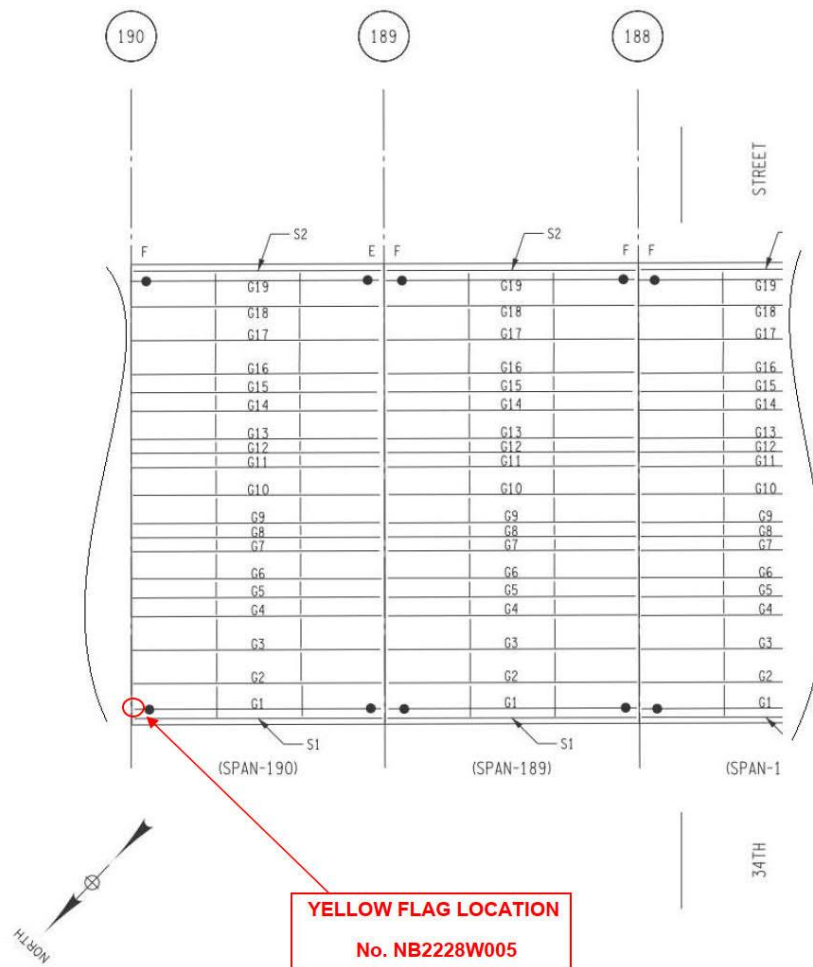 190 189 188
STREET
S2 S2
F E F F F
G19 G19 G19
G18 G18 G18
G17 G17 G17
G16 G16 G16
G15 G15 G15
G14 G14 G14
G13 G13 G13
G12 G12 G12
G11 G11 G11
G10 G10 G10
G9 G9 G9
G8 G8 G8
G7 G7 G7
G6 G6 G6
G5 G5 G5
G4 G4 G4
G3 G3 G3
G2 G2 G2
G1 G1 G1
S1 S1
(SPAN-190) (SPAN-189) (SPAN-1
34TH
NORTH
YELLOW FLAG LOCATION
No. NB2228W005